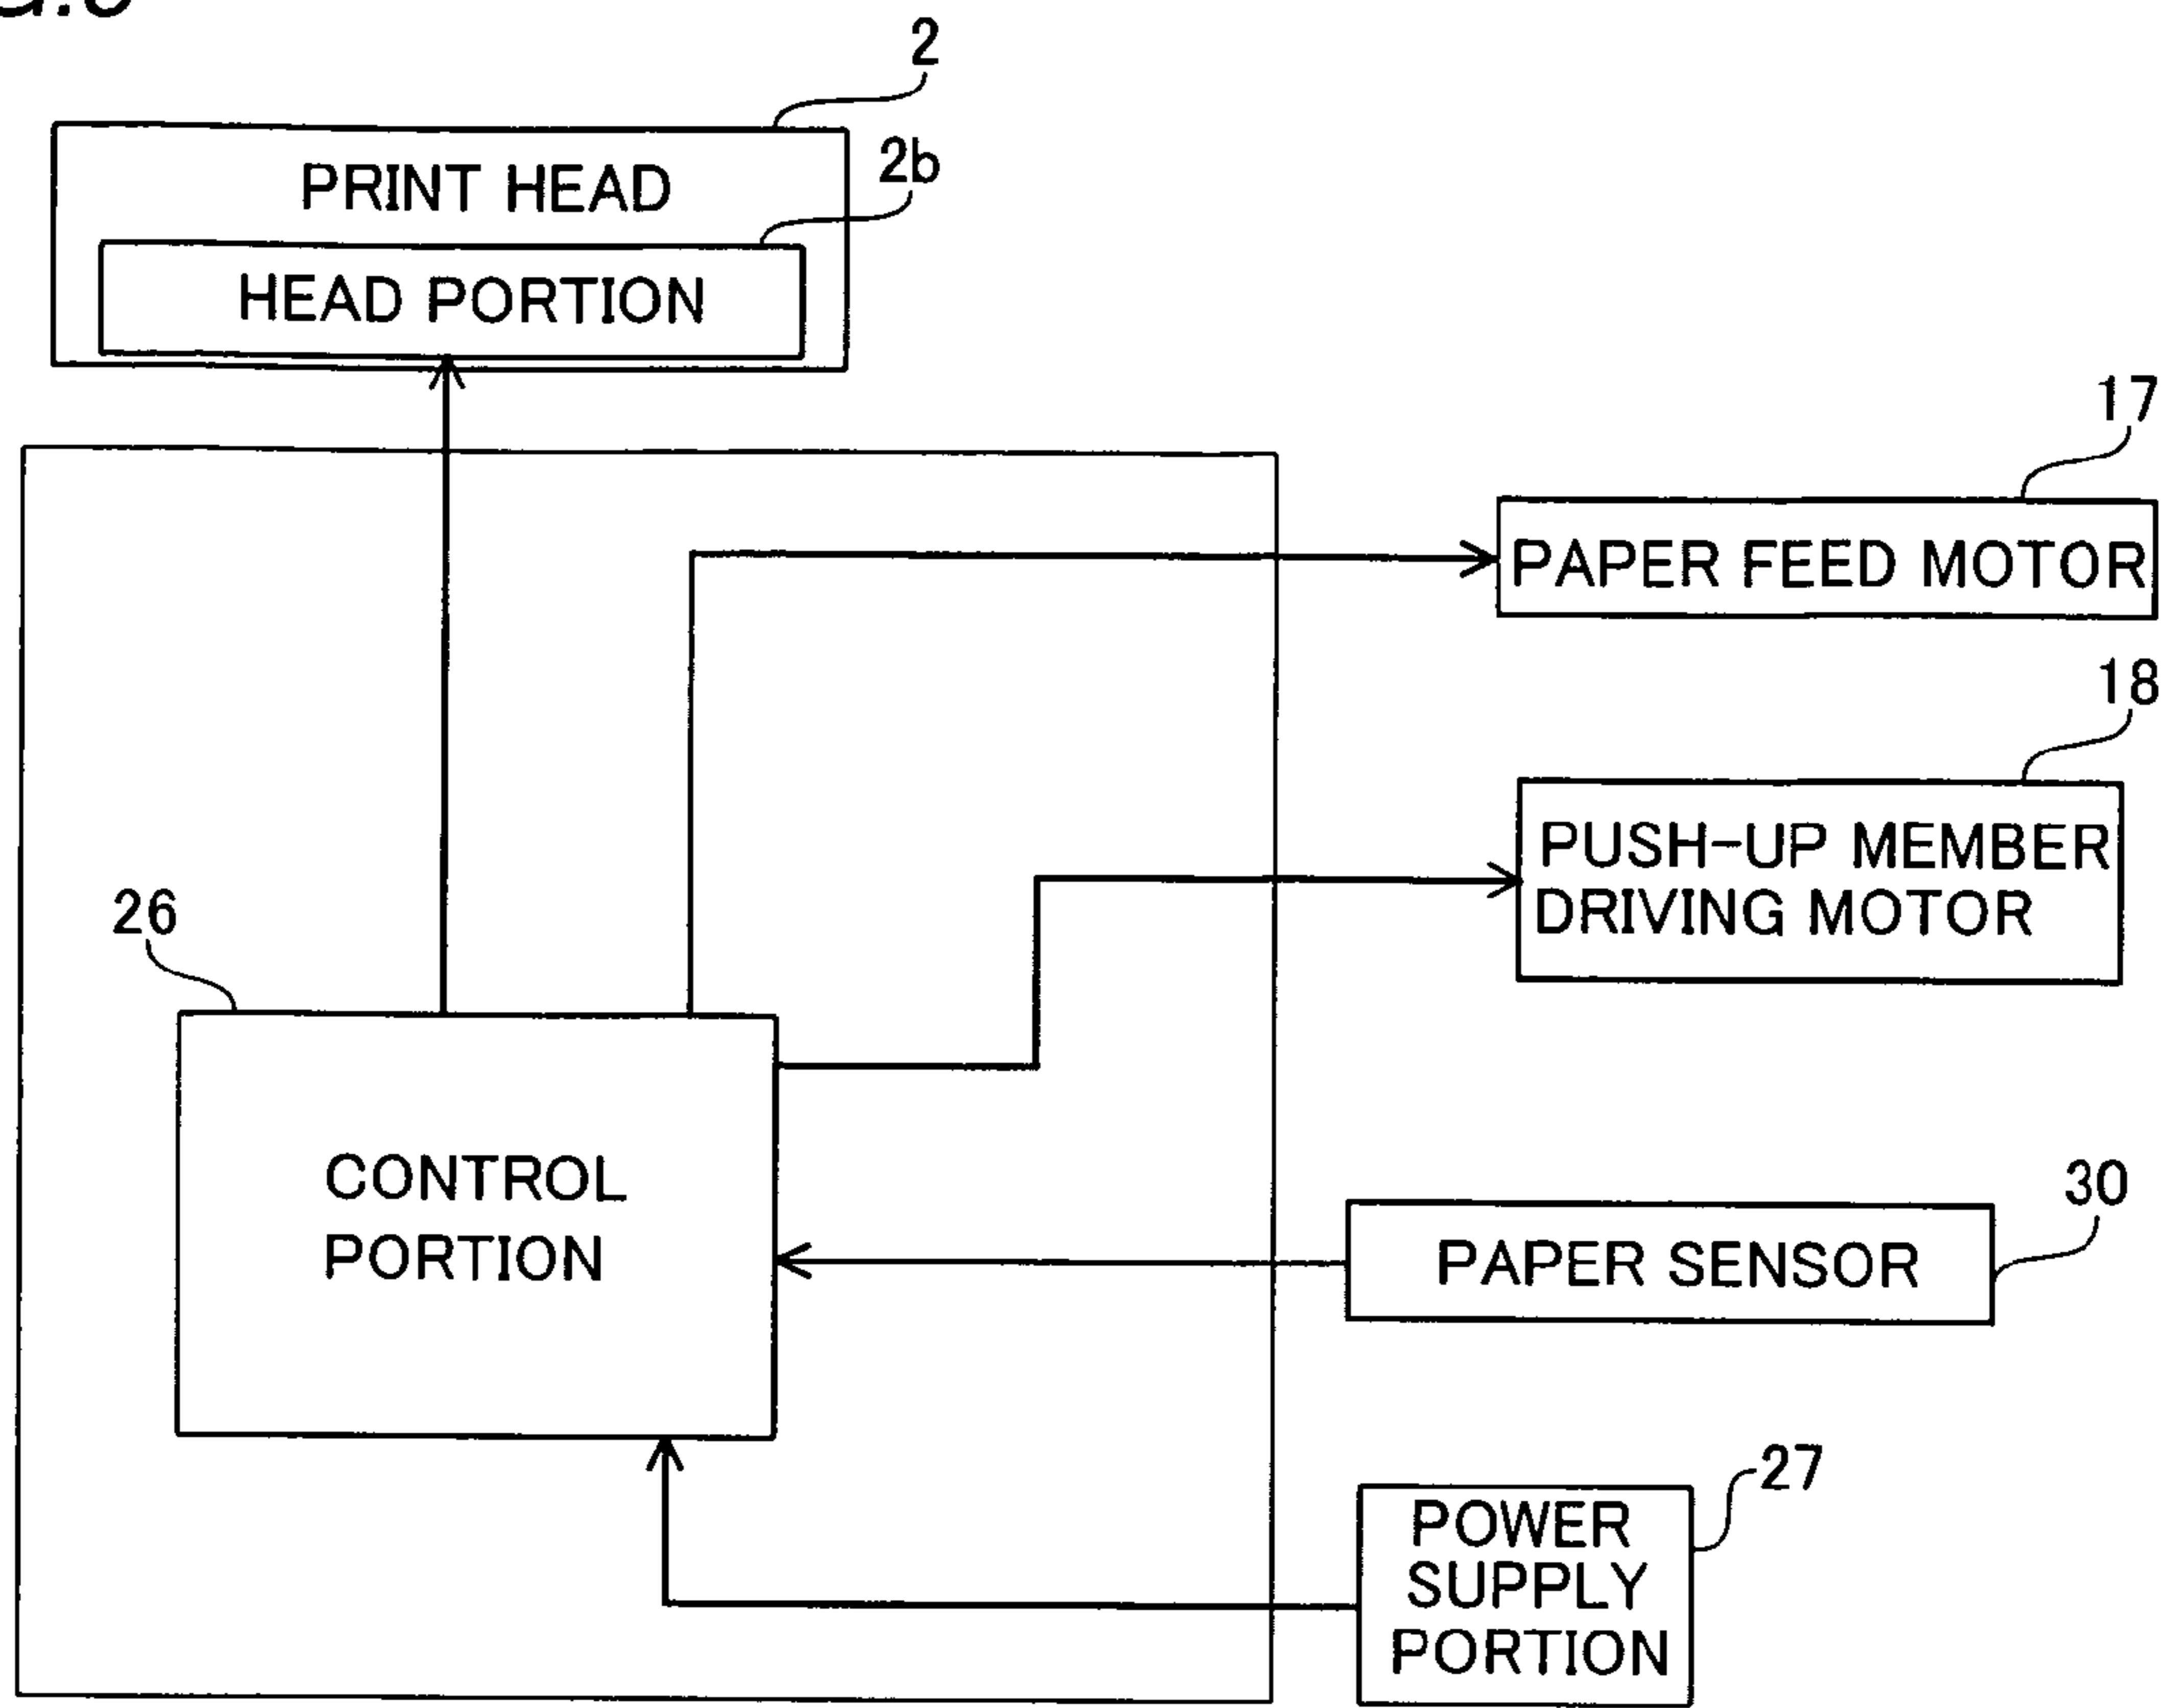 2
PRINT HEAD
2b
HEAD PORTION
17
PAPER FEED MOTOR
18
PUSH-UP MEMBER
DRIVING MOTOR
26
CONTROL
PORTION
30
PAPER SENSOR
27
POWER
SUPPLY
PORTION